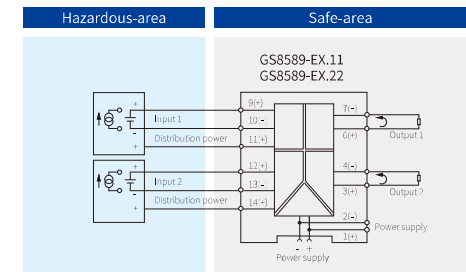 Hazardous-area
Safe-area
GS8589-EX.11
GS8589-EX.22
+
-
+
Input 1
Distribution power
9(+)
10(-)
11(+)
7(-)
6(+)
Output 1
+
-
+
Input 2
Distribution power
12(+)
13(-)
14(+)
4(-)
3(+)
Output 2
2(-)
1(+)
Power supply
- +
Power supply